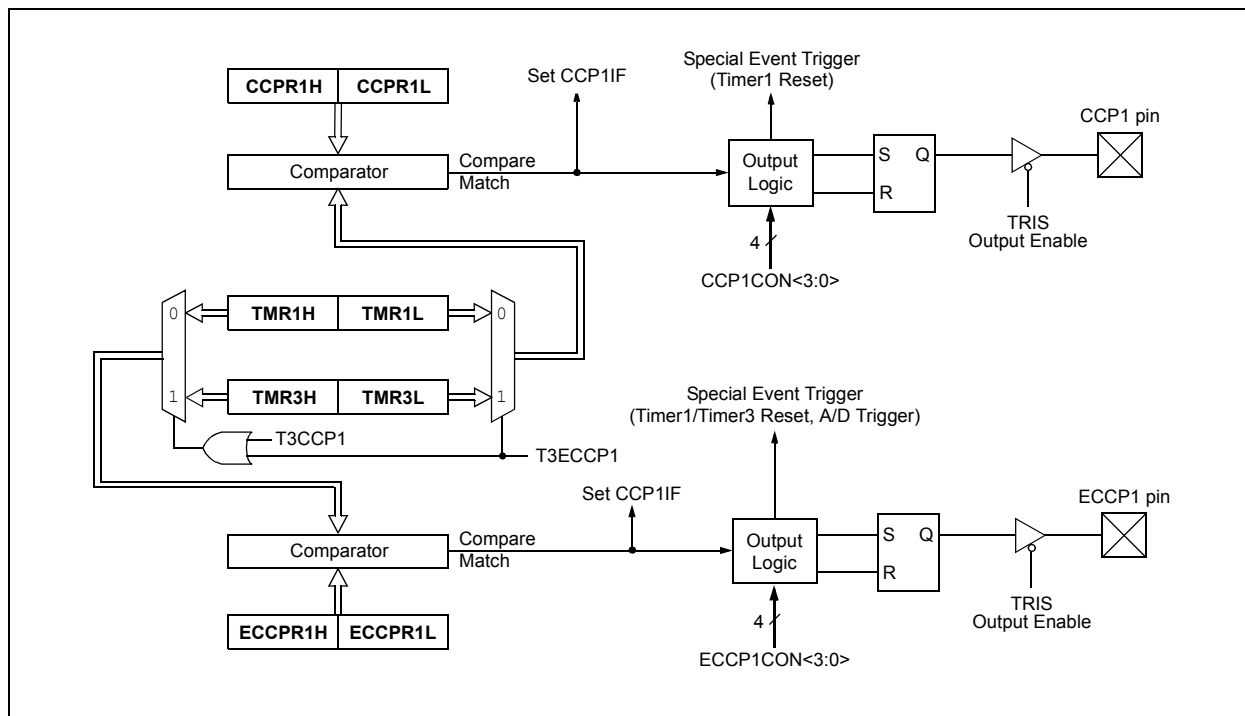 CCPR1H CCPR1L
Comparator
Compare
Match
Set CCP1IF
Special Event Trigger
(Timer1 Reset)
Output
Logic
4
CCP1CON<3:0>
S Q
R
TRIS
Output Enable
CCP1 pin
0 TMR1H TMR1L 0
1 TMR3H TMR3L 1
T3CCP1
T3ECCP1
Comparator
Compare
Match
ECCPR1H ECCPR1L
Set CCP1IF
Special Event Trigger
(Timer1/Timer3 Reset, A/D Trigger)
Output
Logic
4
ECCP1CON<3:0>
S Q
R
TRIS
Output Enable
ECCP1 pin